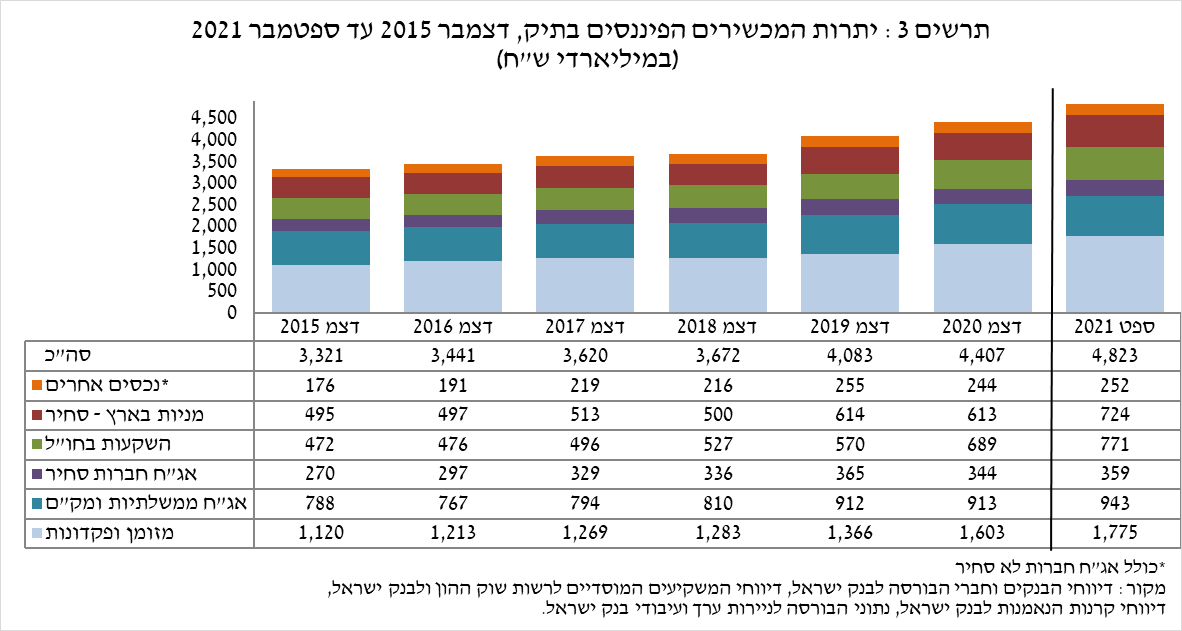 תרשים 3 : יתרות המכשירים הפיננסים בתיק, דצמבר 2015 עד ספטמבר 2021
(במיליארדי ש"ח)
4,500
4,000
3,500
3,000
2,500
2,000
1,500
1,000
500
0
דצמ 2015 דצמ 2016 דצמ 2017 דצמ 2018 דצמ 2019 דצמ 2020 ספט 2021
סה"כ 3,321 3,441 3,620 3,672 4,083 4,407 4,823
נכסים אחרים* 176 191 219 216 255 244 252
מניות בארץ - סחיר 495 497 513 500 614 613 724
השקעות בחו"ל 472 476 496 527 570 689 771
אג"ח חברות סחיר 270 297 329 336 365 344 359
אג"ח ממשלתיות ומק"ם 788 767 794 810 912 913 943
מזומן ופקדונות 1,120 1,213 1,269 1,283 1,366 1,603 1,775
*כולל אג"ח חברות לא סחיר
מקור : דיווחי הבנקים וחברי הבורסה לבנק ישראל, דיווחי המשקיעים המוסדיים לרשות שוק ההון ולבנק ישראל,
דיווחי קרנות הנאמנות לבנק ישראל, נתוני הבורסה לניירות ערך ועיבודי בנק ישראל.